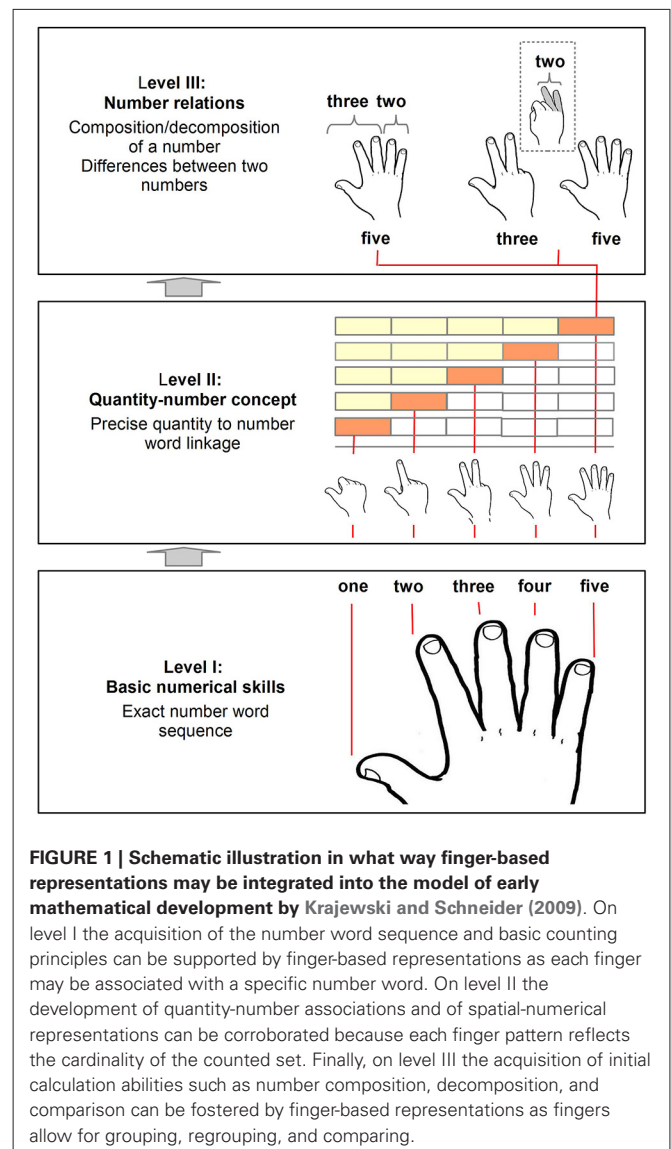 Level III:
Number relations
Composition/decomposition
of a number
Differences between two
numbers
two
three two
five
three
five
Level II:
Quantity-number concept
Precise quantity to number
word linkage
one two three four five
Level I:
Basic numerical skills
Exact number word
sequence
FIGURE 1 | Schematic illustration in what way finger-based
representations may be integrated into the model of early
mathematical development by Krajewski and Schneider (2009). On
level I the acquisition of the number word sequence and basic counting
principles can be supported by finger-based representations as each finger
may be associated with a specific number word. On level II the
development of quantity-number associations and of spatial-numerical
representations can be corroborated because each finger pattern reflects
the cardinality of the counted set. Finally, on level III the acquisition of initial
calculation abilities such as number composition, decomposition, and
comparison can be fostered by finger-based representations as fingers
allow for grouping, regrouping, and comparing.